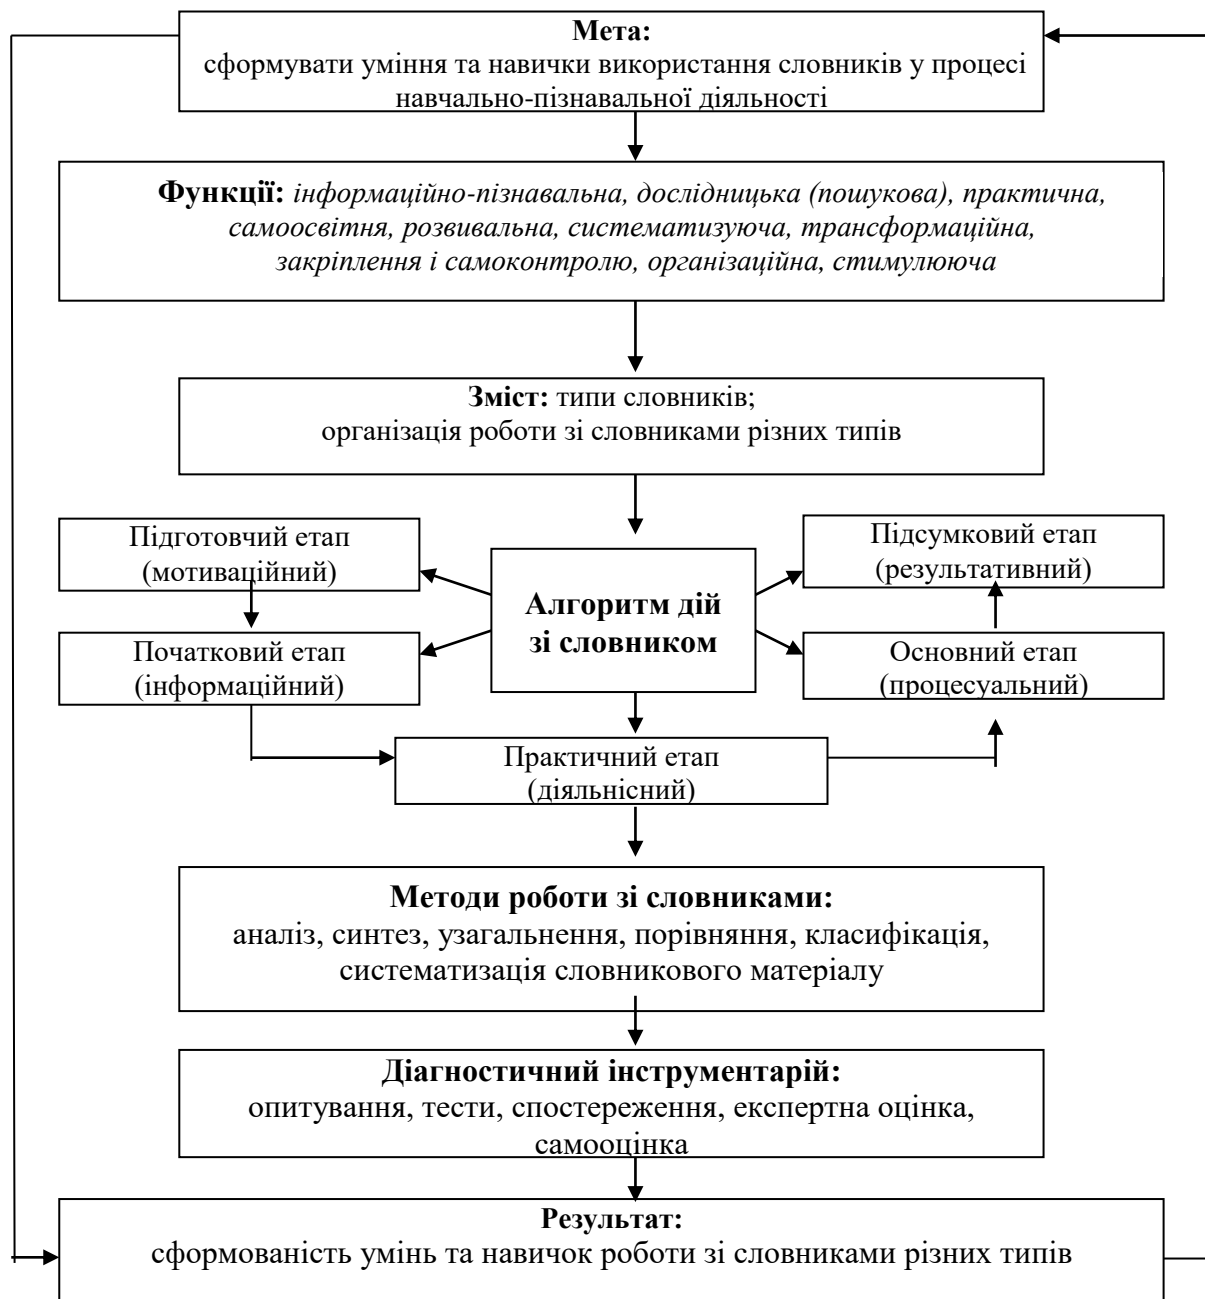 Мета:
сформувати уміння та навички використання словників у процесі
навчально-пізнавальної діяльності
Функції: інформаційно-пізнавальна, дослідницька (пошукова), практична,
самоосвітня, розвивальна, систематизуюча, трансформаційна,
закріплення і самоконтролю, організаційна, стимулююча
Зміст: типи словників;
організація роботи зі словниками різних типів
Підготовчий етап
(мотиваційний)
Початковий етап
(інформаційний)
Алгоритм дій
зі словником
Підсумковий етап
(результативний)
Основний етап
(процесуальний)
Практичний етап
(діяльнісний)
Методи роботи зі словниками:
аналіз, синтез, узагальнення, порівняння, класифікація,
систематизація словникового матеріалу
Діагностичний інструментарій:
опитування, тести, спостереження, експертна оцінка,
самооцінка
Результат:
сформованість умінь та навичок роботи зі словниками різних типів